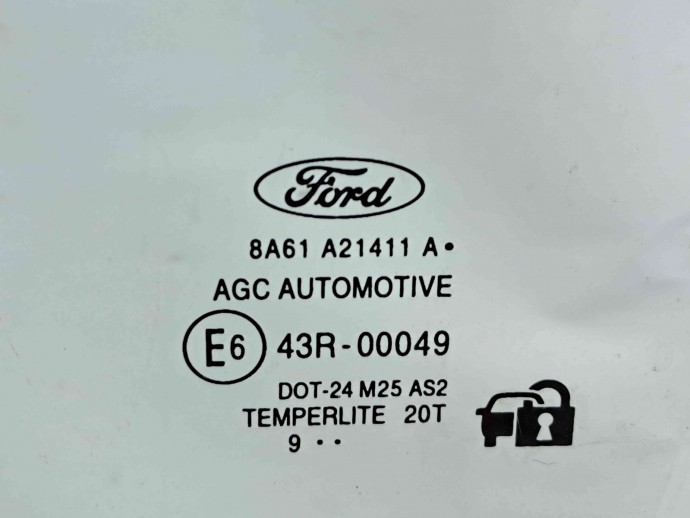 Ford
8A61 A21411 A•
AGC AUTOMOTIVE
E6 43R-00049
DOT-24 M25 AS2
TEMPERLITE 20T
9 ••